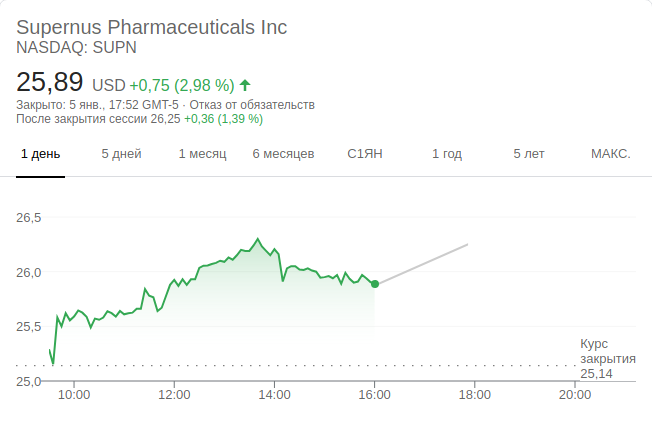 Supernus Pharmaceuticals Inc
NASDAQ: SUPN
25,89 USD +0,75 (2,98 %)
Закрыто: 5 янв., 17:52 GMT-5 · Отказ от обязательств
После закрытия сессии 26,25 +0,36 (1,39 %)
1 день 5 дней 1 месяц 6 месяцев С1ЯН 1 год 5 лет МАКС.
26,5
26,0
25,5
Курс
закрытия
25,14
25,0
10:00 12:00 14:00 16:00 18:00 20:00